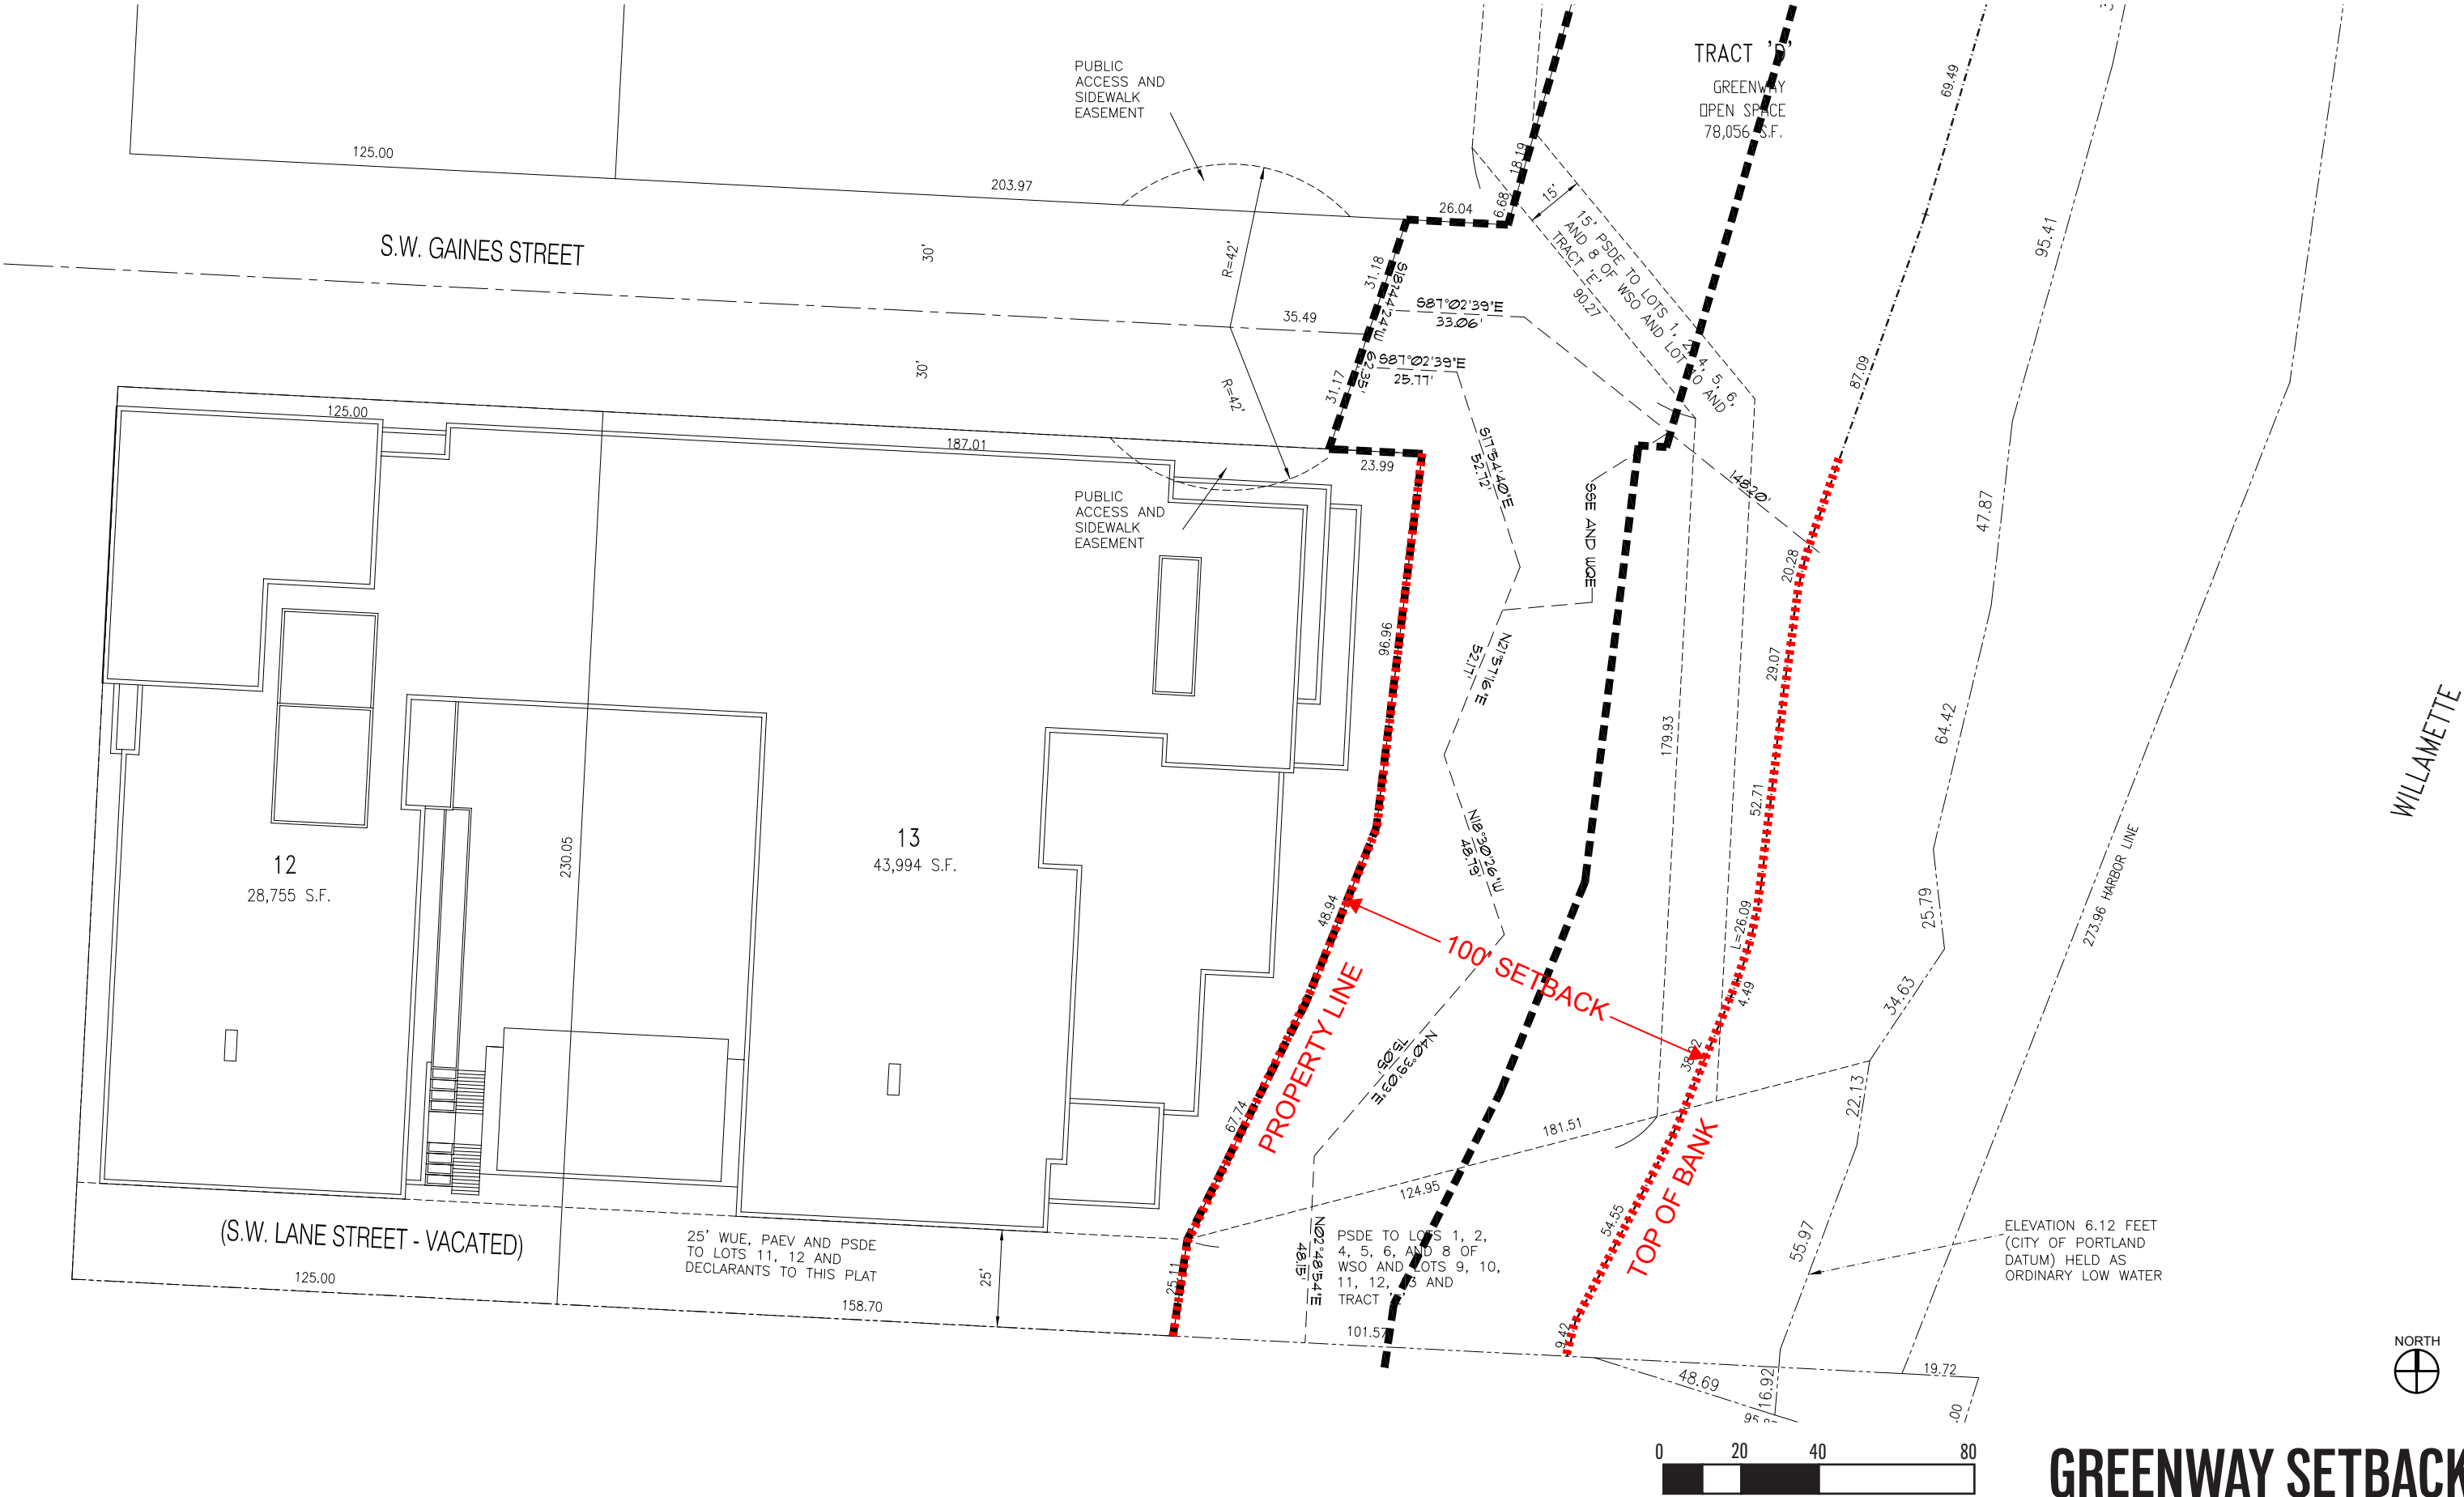 TRACT 'D'
GREENWAY
OPEN SPACE
78,056 S.F.
PUBLIC
ACCESS AND
SIDEWALK
EASEMENT
69.49
125.00
203.97
26.04
6.68
18.19
15'
15' PSDE TO LOTS 1, 2, 4, 5, 6,
AND 8 OF WSO AND LOT 10 AND
TRACT 'E'
90.27
95.41
S.W. GAINES STREET
30'
R=42'
31.18
S18°44'24"W
62.35'
S87°02'39"E
33.06'
35.49
30'
R=42'
31.17
S87°02'39"E
25.77'
87.09
125.00
187.01
23.99
S17°54'40"E
52.72'
148.20'
PUBLIC
ACCESS AND
SIDEWALK
EASEMENT
SSE AND WQE
47.87
20.28
96.96
N21°57'16"E
52.17'
29.07
179.93
64.42
WILLAMETTE
52.71
13
43,994 S.F.
12
28,755 S.F.
230.05
N18°30'26"W
48.79'
48.94
L=26.09
25.79
273.96 HARBOR LINE
100' SETBACK
4.49
34.63
PROPERTY LINE
N40°39'03"E
75.05'
38.92
22.13
67.74
181.51
TOP OF BANK
124.95
(S.W. LANE STREET - VACATED)
25' WUE, PAEV AND PSDE
TO LOTS 11, 12 AND
DECLARANTS TO THIS PLAT
25'
25.11
N02°48'54"E
48.15'
PSDE TO LOTS 1, 2,
4, 5, 6, AND 8 OF
WSO AND LOTS 9, 10,
11, 12, 13 AND
TRACT
54.55
55.97
ELEVATION 6.12 FEET
(CITY OF PORTLAND
DATUM) HELD AS
ORDINARY LOW WATER
125.00
158.70
101.57
9.42
48.69
16.92
19.72
NORTH
.00
0 20 40 80
GREENWAY SETBACK